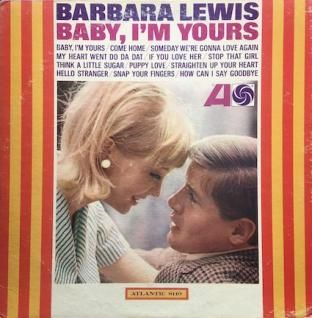 BARBARA LEWIS
BABY, I'M YOURS
BABY, I'M YOURS / COME HOME / SOMEDAY WE'RE GONNA LOVE AGAIN
MY HEART WENT DO DA DAT / IF YOU LOVE HER / STOP THAT GIRL
THINK A LITTLE SUGAR / PUPPY LOVE / STRAIGHTEN UP YOUR HEART
HELLO STRANGER / SNAP YOUR FINGERS / HOW CAN I SAY GOODBYE
A
ATLANTIC 8110